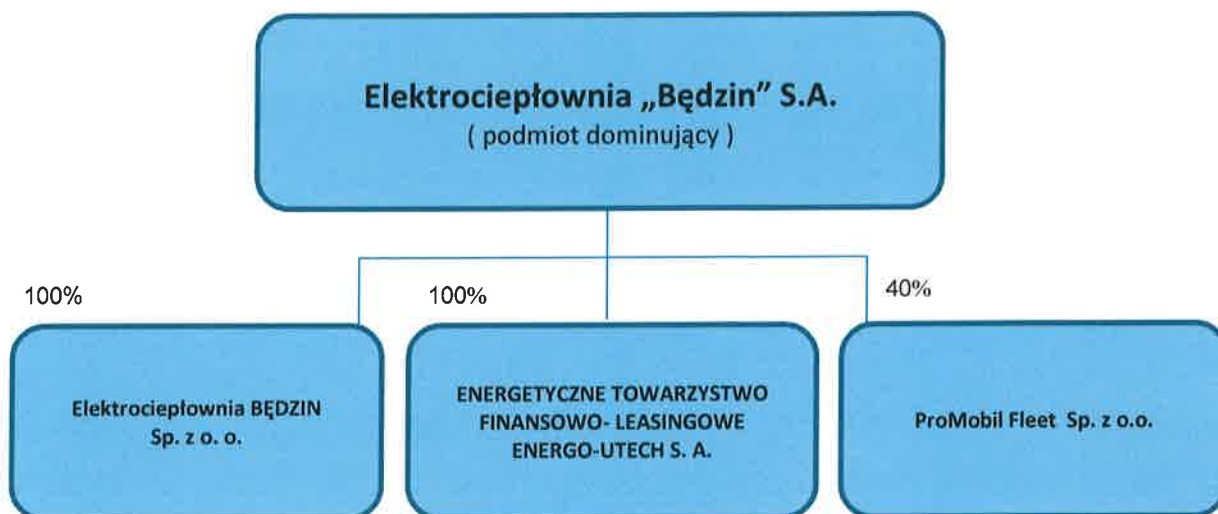 Elektrociepłownia „Będzin” S.A.
( podmiot dominujący )
100%
100%
40%
Elektrociepłownia BĘDZIN
Sp. z o. o.
ENERGETYCZNE TOWARZYSTWO
FINANSOWO- LEASINGOWE
ENERGO-UTECH S. A.
ProMobil Fleet Sp. z o.o.